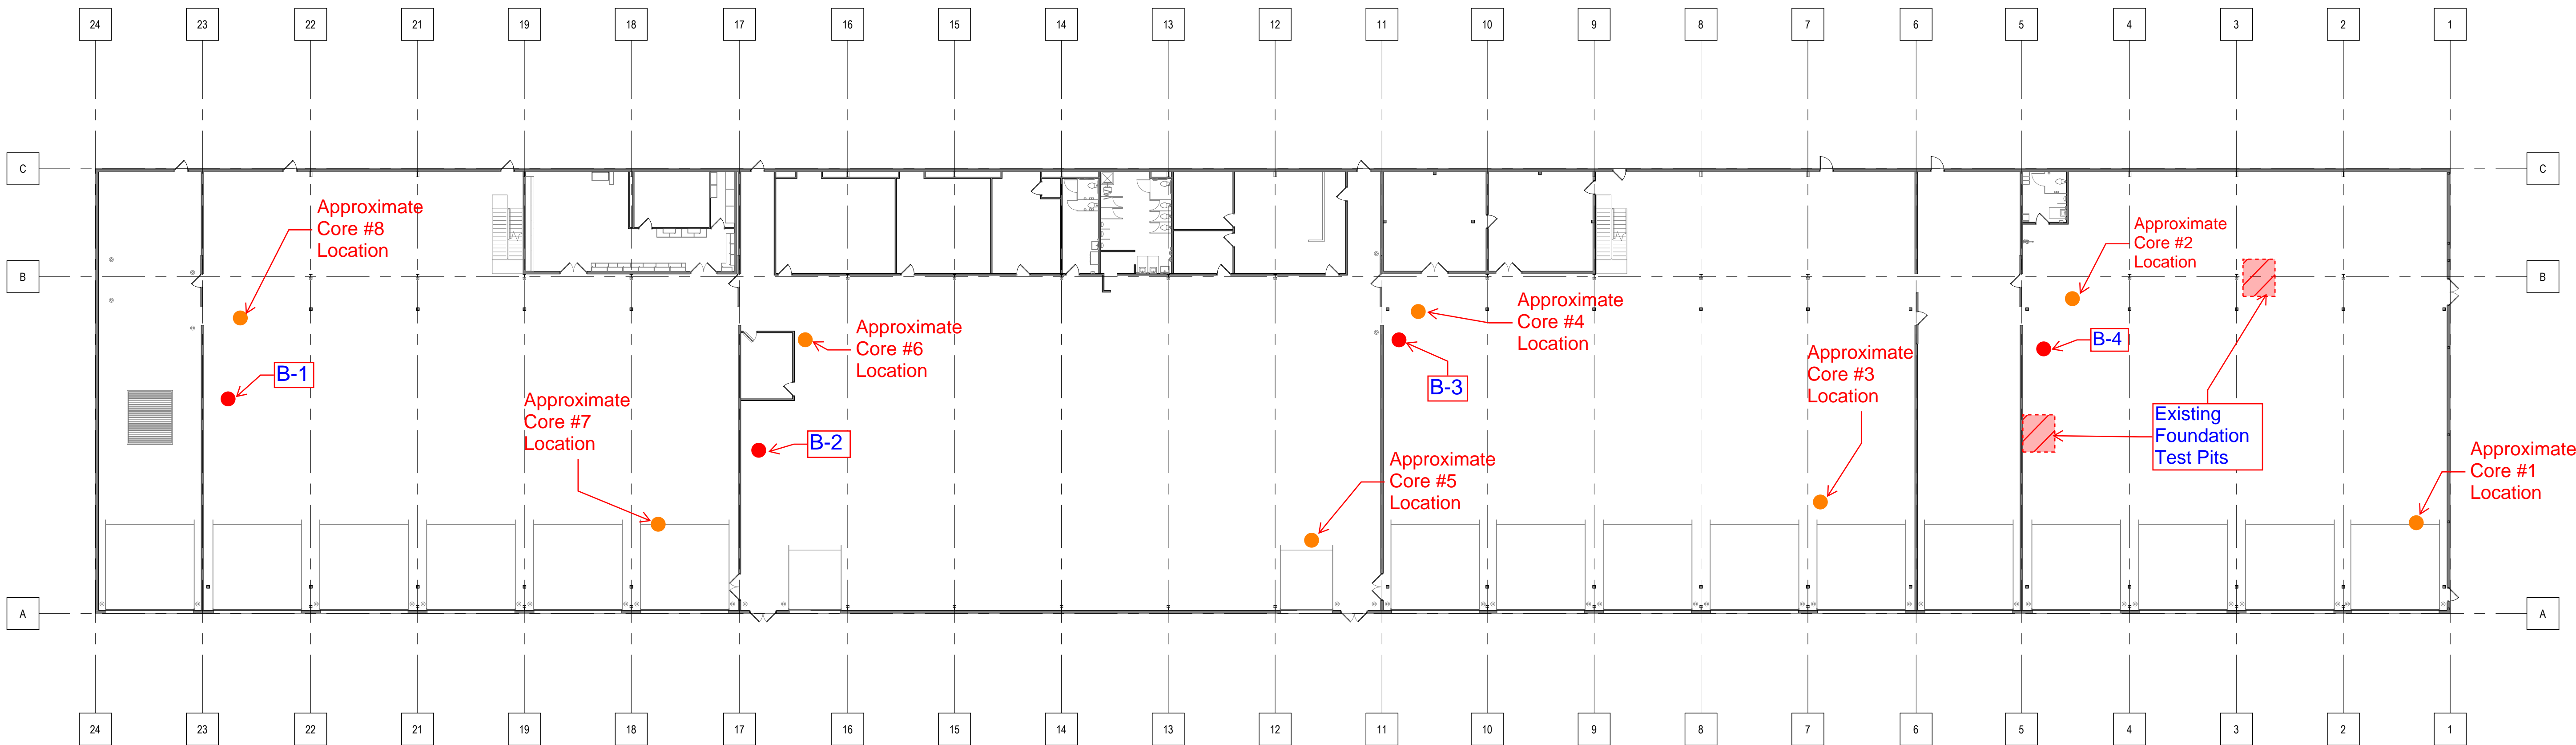 24 23 22 21 19 18 17 16 15 14 13 12 11 10 9 8 7 6 5 4 3 2 1
C
C
Approximate
Core #8
Location
Approximate
Core #2
Location
B
B
Approximate
Core #6
Location
Approximate
Core #4
Location
B-4
Approximate
Core #3
Location
B-1
B-3
Approximate
Core #7
Location
Existing
Foundation
Test Pits
B-2
Approximate
Core #5
Location
Approximate
Core #1
Location
A
A
24 23 22 21 19 18 17 16 15 14 13 12 11 10 9 8 7 6 5 4 3 2 1